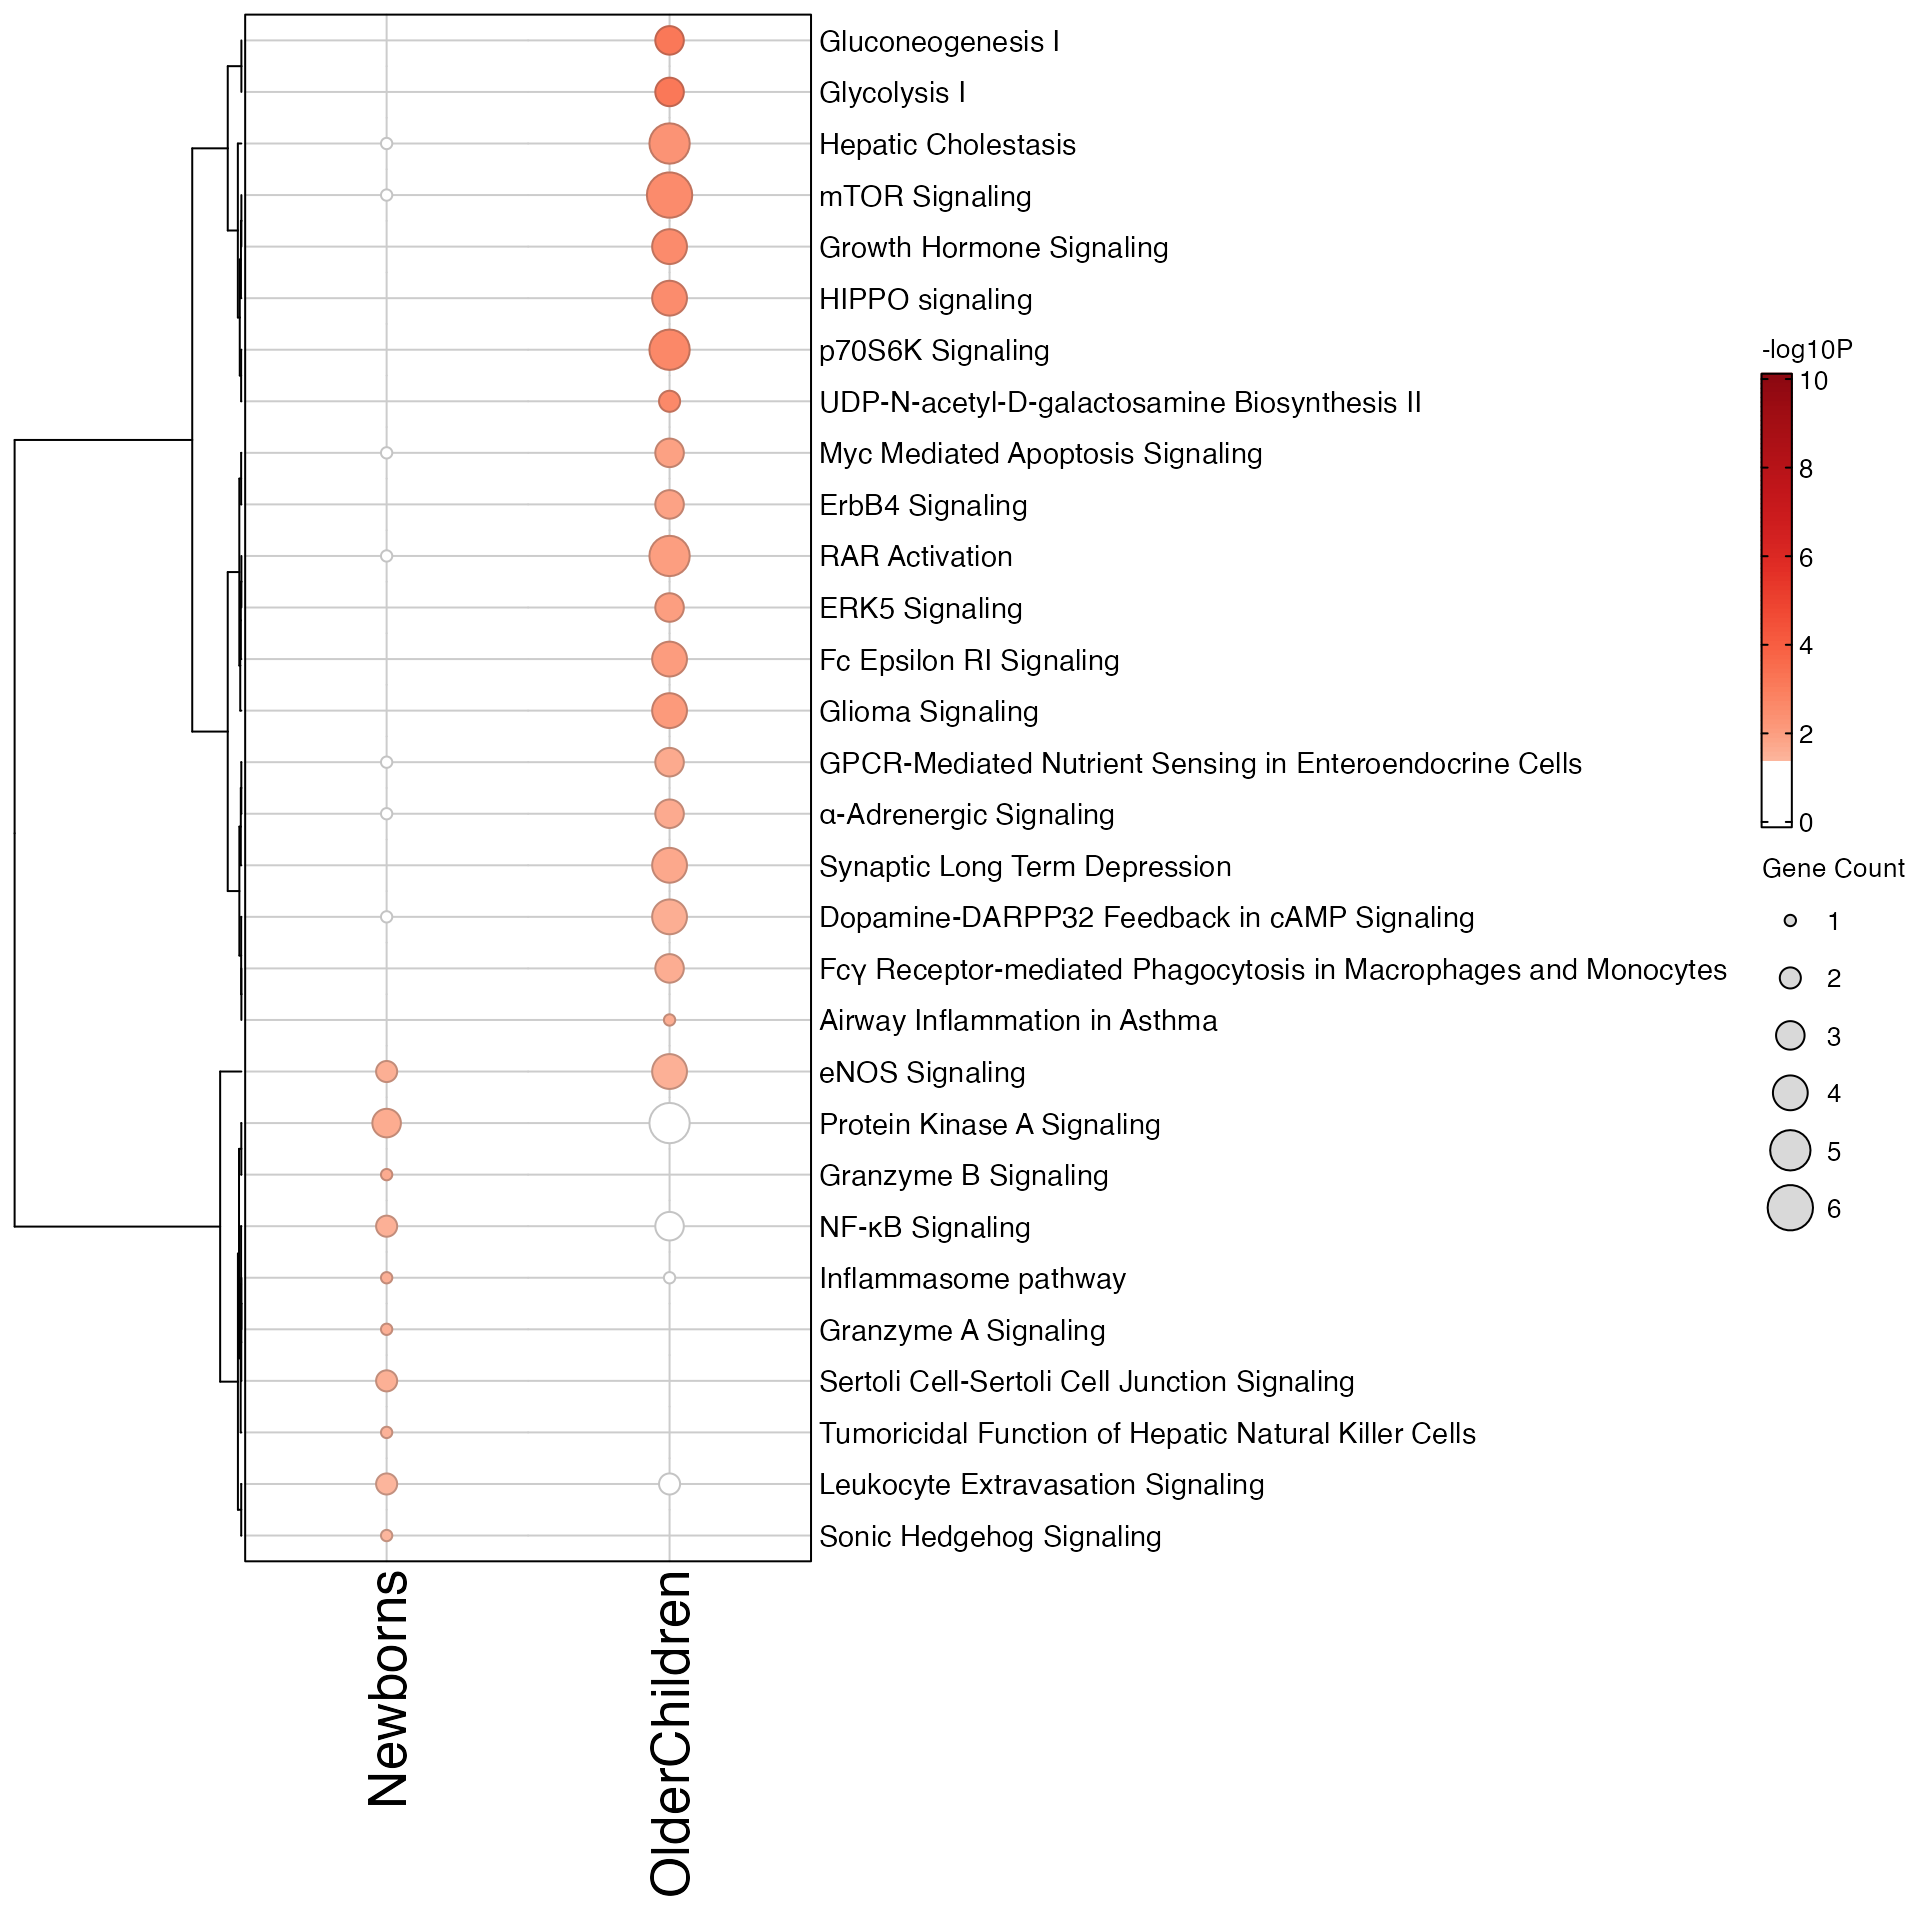 Gluconeogenesis I
Glycolysis I
Hepatic Cholestasis
mTOR Signaling
Growth Hormone Signaling
HIPPO signaling
p70S6K Signaling
UDP-N-acetyl-D-galactosamine Biosynthesis II
Myc Mediated Apoptosis Signaling
ErbB4 Signaling
RAR Activation
ERK5 Signaling
Fc Epsilon RI Signaling
Glioma Signaling
GPCR-Mediated Nutrient Sensing in Enteroendocrine Cells
α-Adrenergic Signaling
Synaptic Long Term Depression
Dopamine-DARPP32 Feedback in cAMP Signaling
Fcγ Receptor-mediated Phagocytosis in Macrophages and Monocytes
Airway Inflammation in Asthma
eNOS Signaling
Protein Kinase A Signaling
Granzyme B Signaling
NF-κB Signaling
Inflammasome pathway
Granzyme A Signaling
Sertoli Cell-Sertoli Cell Junction Signaling
Tumoricidal Function of Hepatic Natural Killer Cells
Leukocyte Extravasation Signaling
Sonic Hedgehog Signaling
Newborns
OlderChildren
-log10P
10
8
6
4
2
0
Gene Count
1
2
3
4
5
6